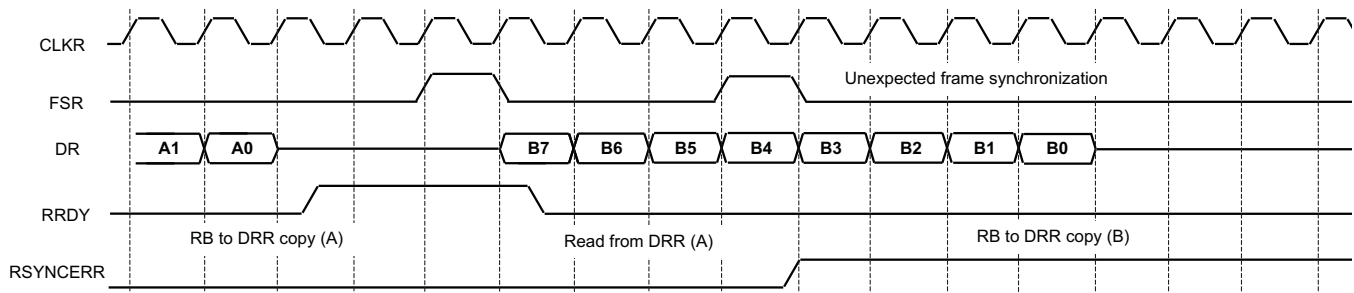 CLKR
Unexpected frame synchronization
FSR
DR A1 A0 B7 B6 B5 B4 B3 B2 B1 B0
RRDY
RB to DRR copy (A) Read from DRR (A) RB to DRR copy (B)
RSYNCERR